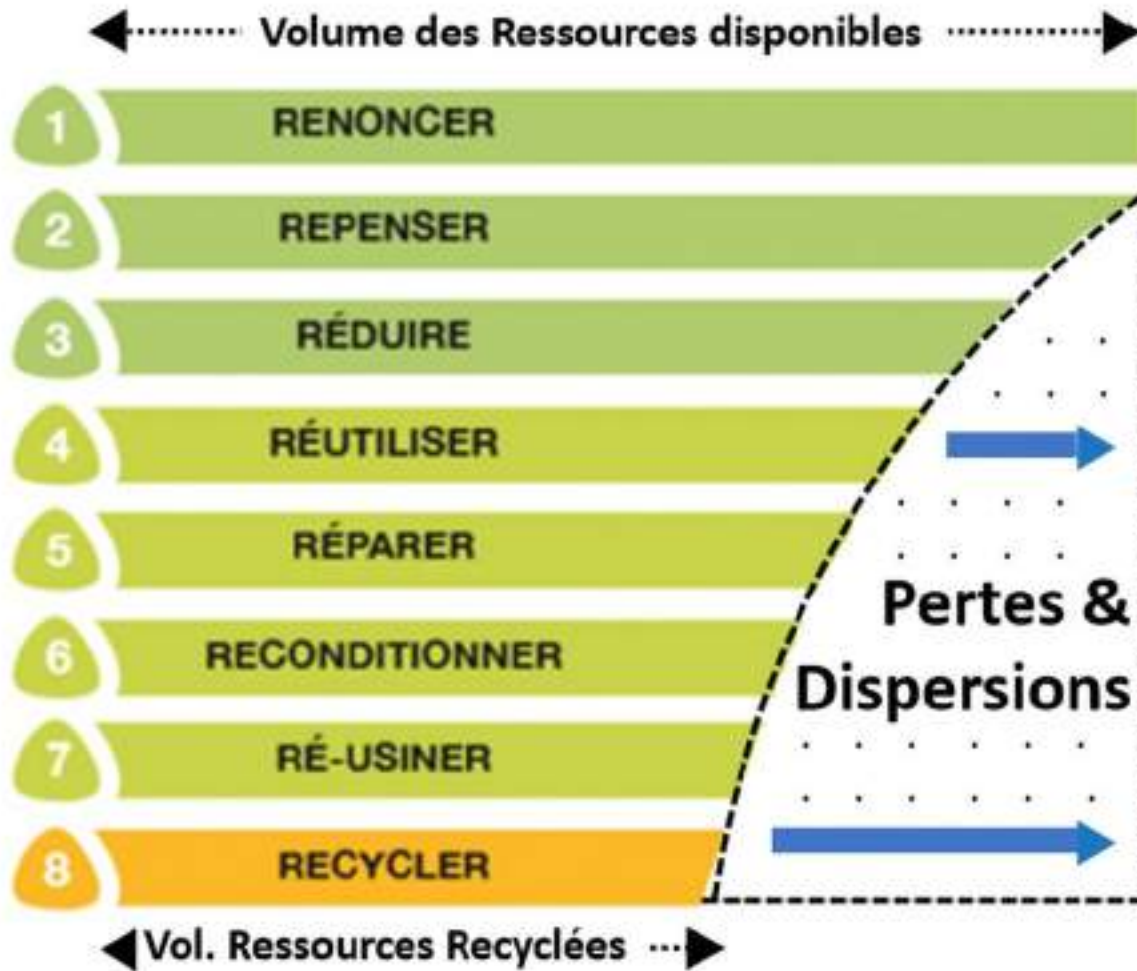 Volume des Ressources disponibles
1 RENONCER
2 REPENSER
3 RÉDUIRE
4 RÉUTILISER
5 RÉPARER
Pertes &
6 RECONDITIONNER
Dispersions
7 RÉ-USINER
8 RECYCLER
Vol. Ressources Recyclées